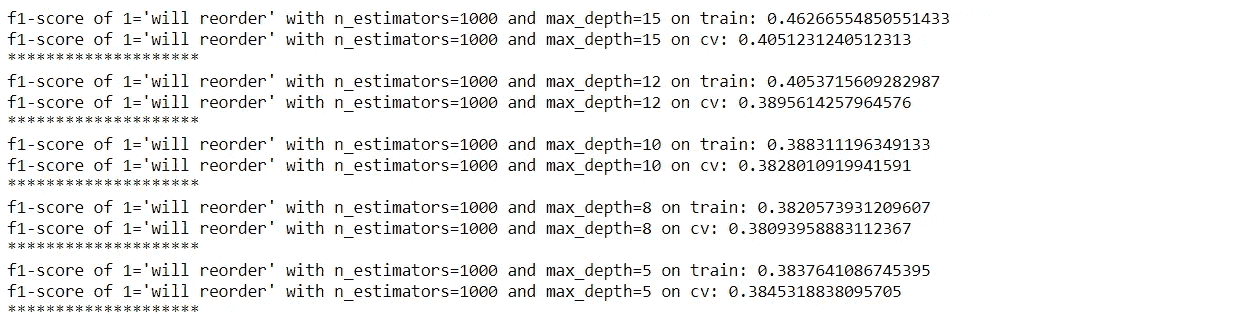 f1-score of 1='will reorder' with n_estimators=1000 and max_depth=15 on train: 0.46266554850551433
f1-score of 1='will reorder' with n_estimators=1000 and max_depth=15 on cv: 0.4051231240512313
********************
f1-score of 1='will reorder' with n_estimators=1000 and max_depth=12 on train: 0.4053715609282987
f1-score of 1='will reorder' with n_estimators=1000 and max_depth=12 on cv: 0.3895614257964576
********************
f1-score of 1='will reorder' with n_estimators=1000 and max_depth=10 on train: 0.388311196349133
f1-score of 1='will reorder' with n_estimators=1000 and max_depth=10 on cv: 0.3828010919941591
********************
f1-score of 1='will reorder' with n_estimators=1000 and max_depth=8 on train: 0.3820573931209607
f1-score of 1='will reorder' with n_estimators=1000 and max_depth=8 on cv: 0.38093958883112367
********************
f1-score of 1='will reorder' with n_estimators=1000 and max_depth=5 on train: 0.3837641086745395
f1-score of 1='will reorder' with n_estimators=1000 and max_depth=5 on cv: 0.3845318838095705
********************